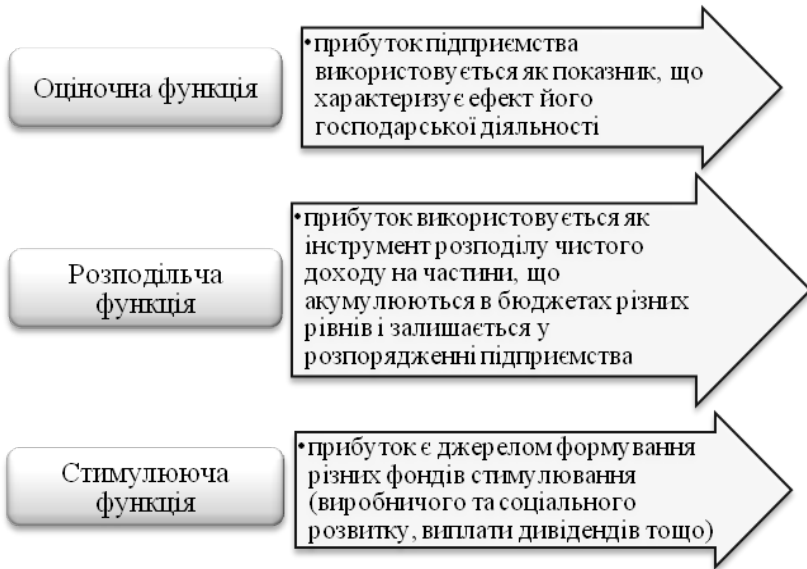 Оціночна функція
•прибуток підприємства
використовується як показник, що
характеризує ефект його
господарської діяльності
Розподільча
функція
•прибуток використовується як
інструмент розподілу чистого
доходу на частини, що
акумулюються в бюджетах різних
рівнів і залишається у
розпорядженні підприємства
Стимулююча
функція
•прибуток є джерелом формування
різних фондів стимулювання
(виробничого та соціального
розвитку, виплати дивідендів тощо)